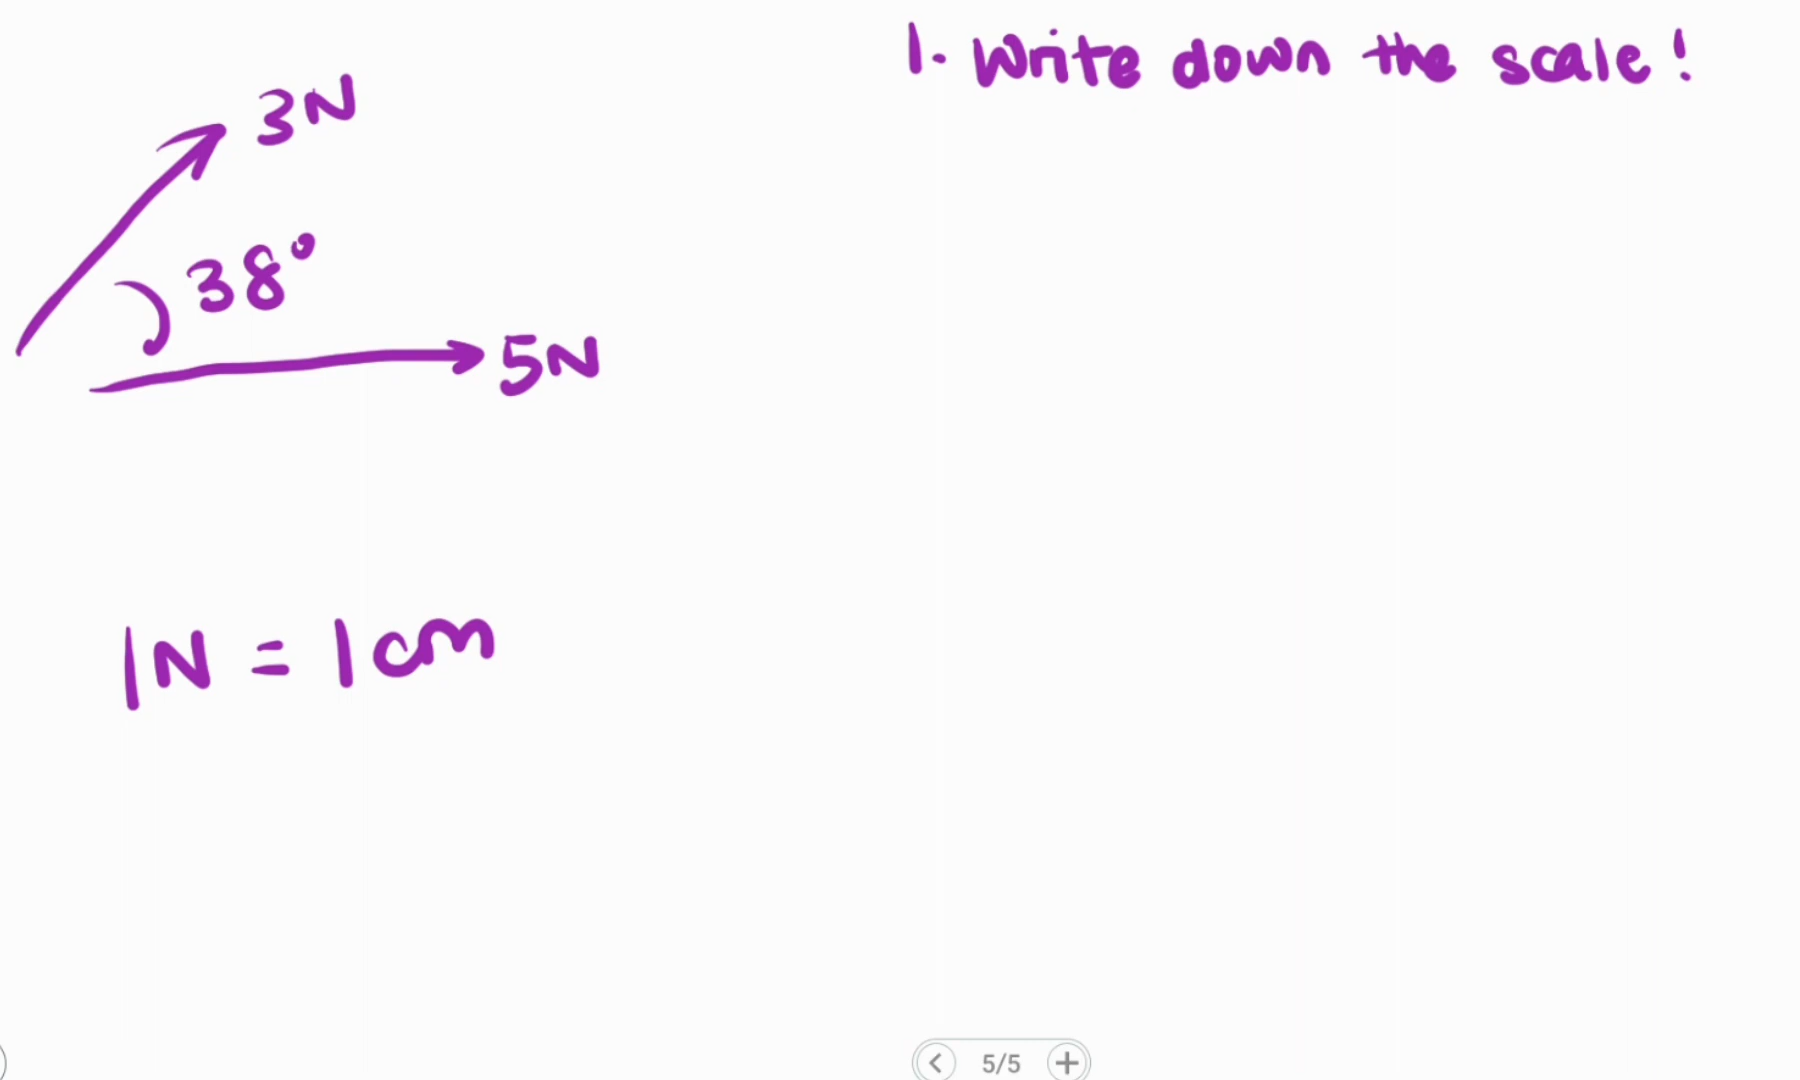 1. Write down the scale!
3N
38°
5N
1N = 1cm
5/5